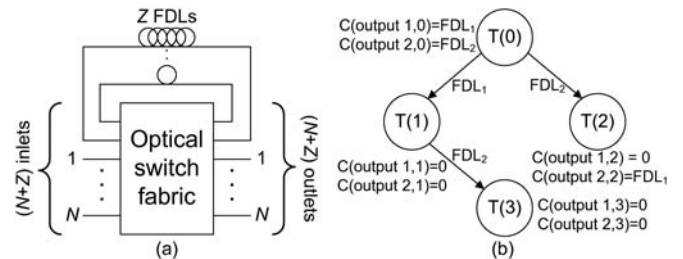 Z FDLs
(N+Z) inlets
Optical
switch
fabric
1
N
1
N
(N+Z) outlets
(a)
C(output 1,0)=FDL₁
C(output 2,0)=FDL₂
T(0)
FDL₁
FDL₂
T(1)
T(2)
C(output 1,1)=0
C(output 2,1)=0
FDL₂
C(output 1,2) = 0
C(output 2,2)=FDL₁
T(3)
C(output 1,3)=0
C(output 2,3)=0
(b)